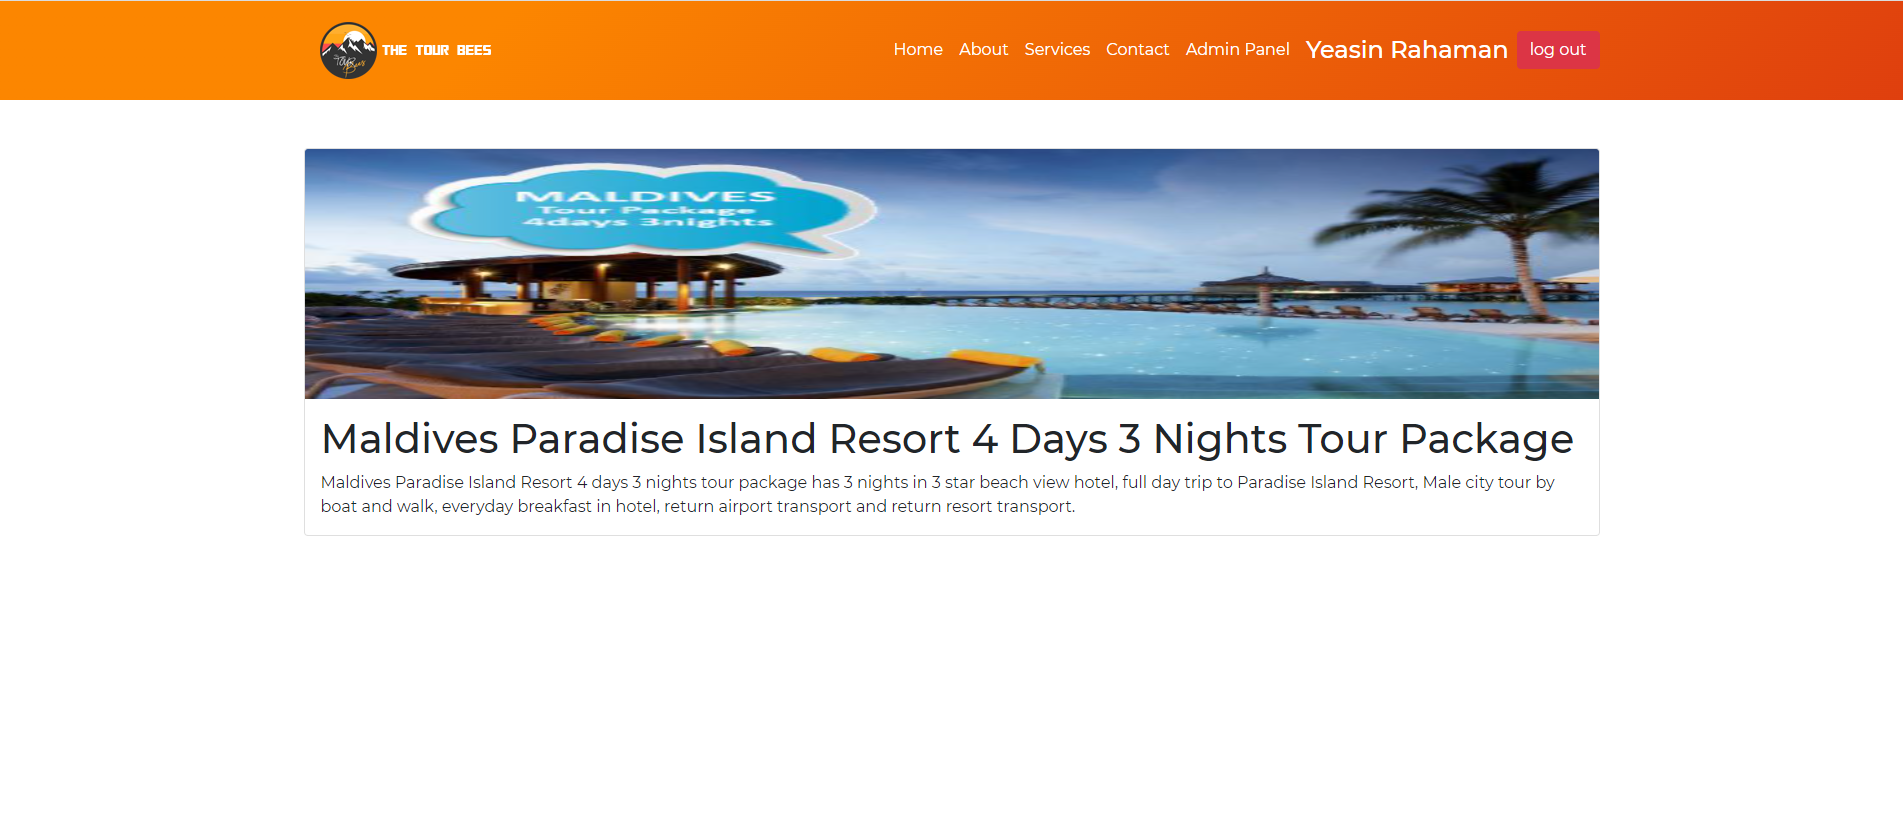 THE TOUR BEES
Home About Services Contact Admin Panel Yeasin Rahaman log out
MALDIVES
Tour Package
4days 3nights
Maldives Paradise Island Resort 4 Days 3 Nights Tour Package
Maldives Paradise Island Resort 4 days 3 nights tour package has 3 nights in 3 star beach view hotel, full day trip to Paradise Island Resort, Male city tour by
boat and walk, everyday breakfast in hotel, return airport transport and return resort transport.